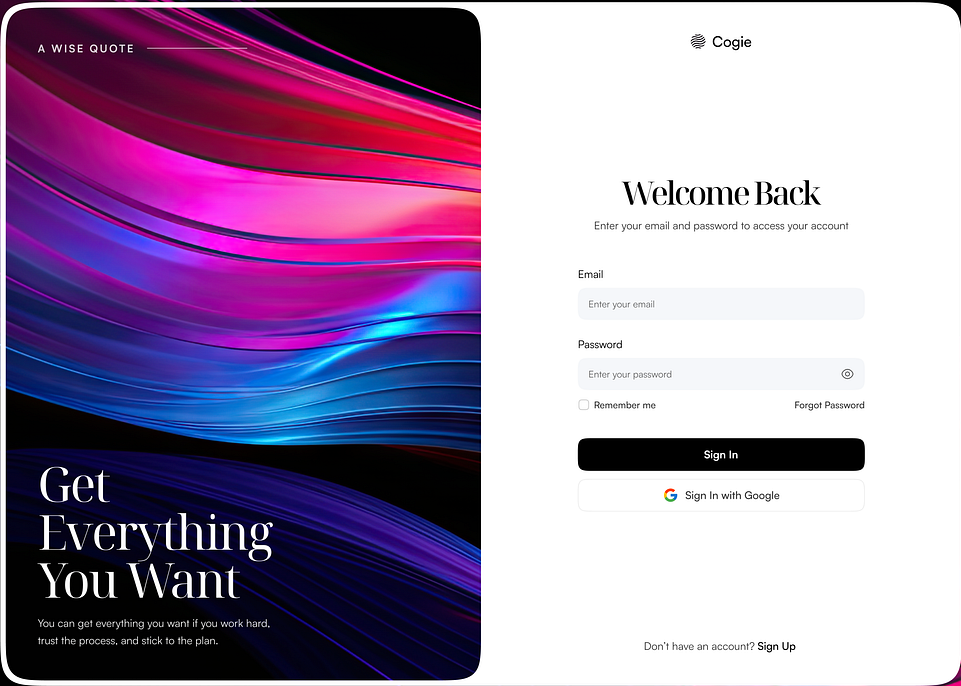 A WISE QUOTE
Get
Everything
You Want
You can get everything you want if you work hard,
trust the process, and stick to the plan.
Cogie
Welcome Back
Enter your email and password to access your account
Email
Enter your email
Password
Enter your password
Remember me
Forgot Password
Sign In
Sign In with Google
Don't have an account? Sign Up